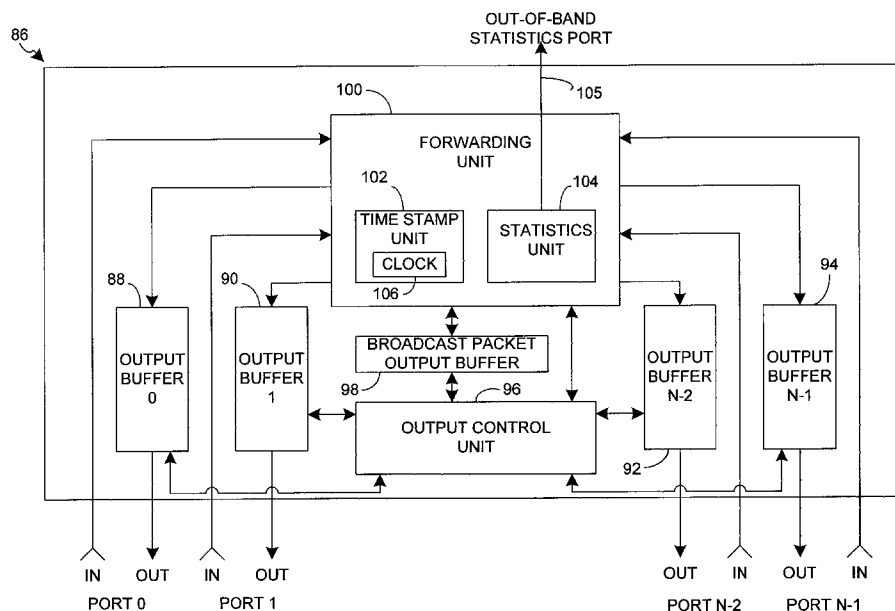 OUT-OF-BAND
STATISTICS PORT
86
105
100
FORWARDING
UNIT
102
104
TIME STAMP
UNIT
CLOCK
106
STATISTICS
UNIT
88
90
94
OUTPUT
BUFFER
0
OUTPUT
BUFFER
1
BROADCAST PACKET
OUTPUT BUFFER
98
96
OUTPUT CONTROL
UNIT
OUTPUT
BUFFER
N-2
92
OUTPUT
BUFFER
N-1
IN OUT IN OUT OUT IN OUT IN
PORT 0 PORT 1 PORT N-2 PORT N-1